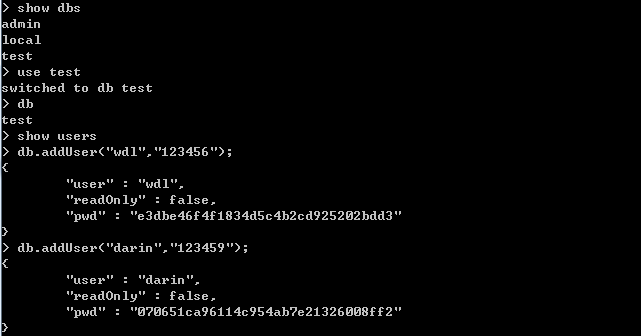 > show dbs
admin
local
test
> use test
switched to db test
> db
test
> show users
> db.addUser("wdl","123456");
{
        "user" : "wdl",
        "readOnly" : false,
        "pwd" : "e3dbe46f4f1834d5c4b2cd925202bdd3"
}
> db.addUser("darin","123459");
{
        "user" : "darin",
        "readOnly" : false,
        "pwd" : "070651ca96114c954ab7e21326008ff2"
}